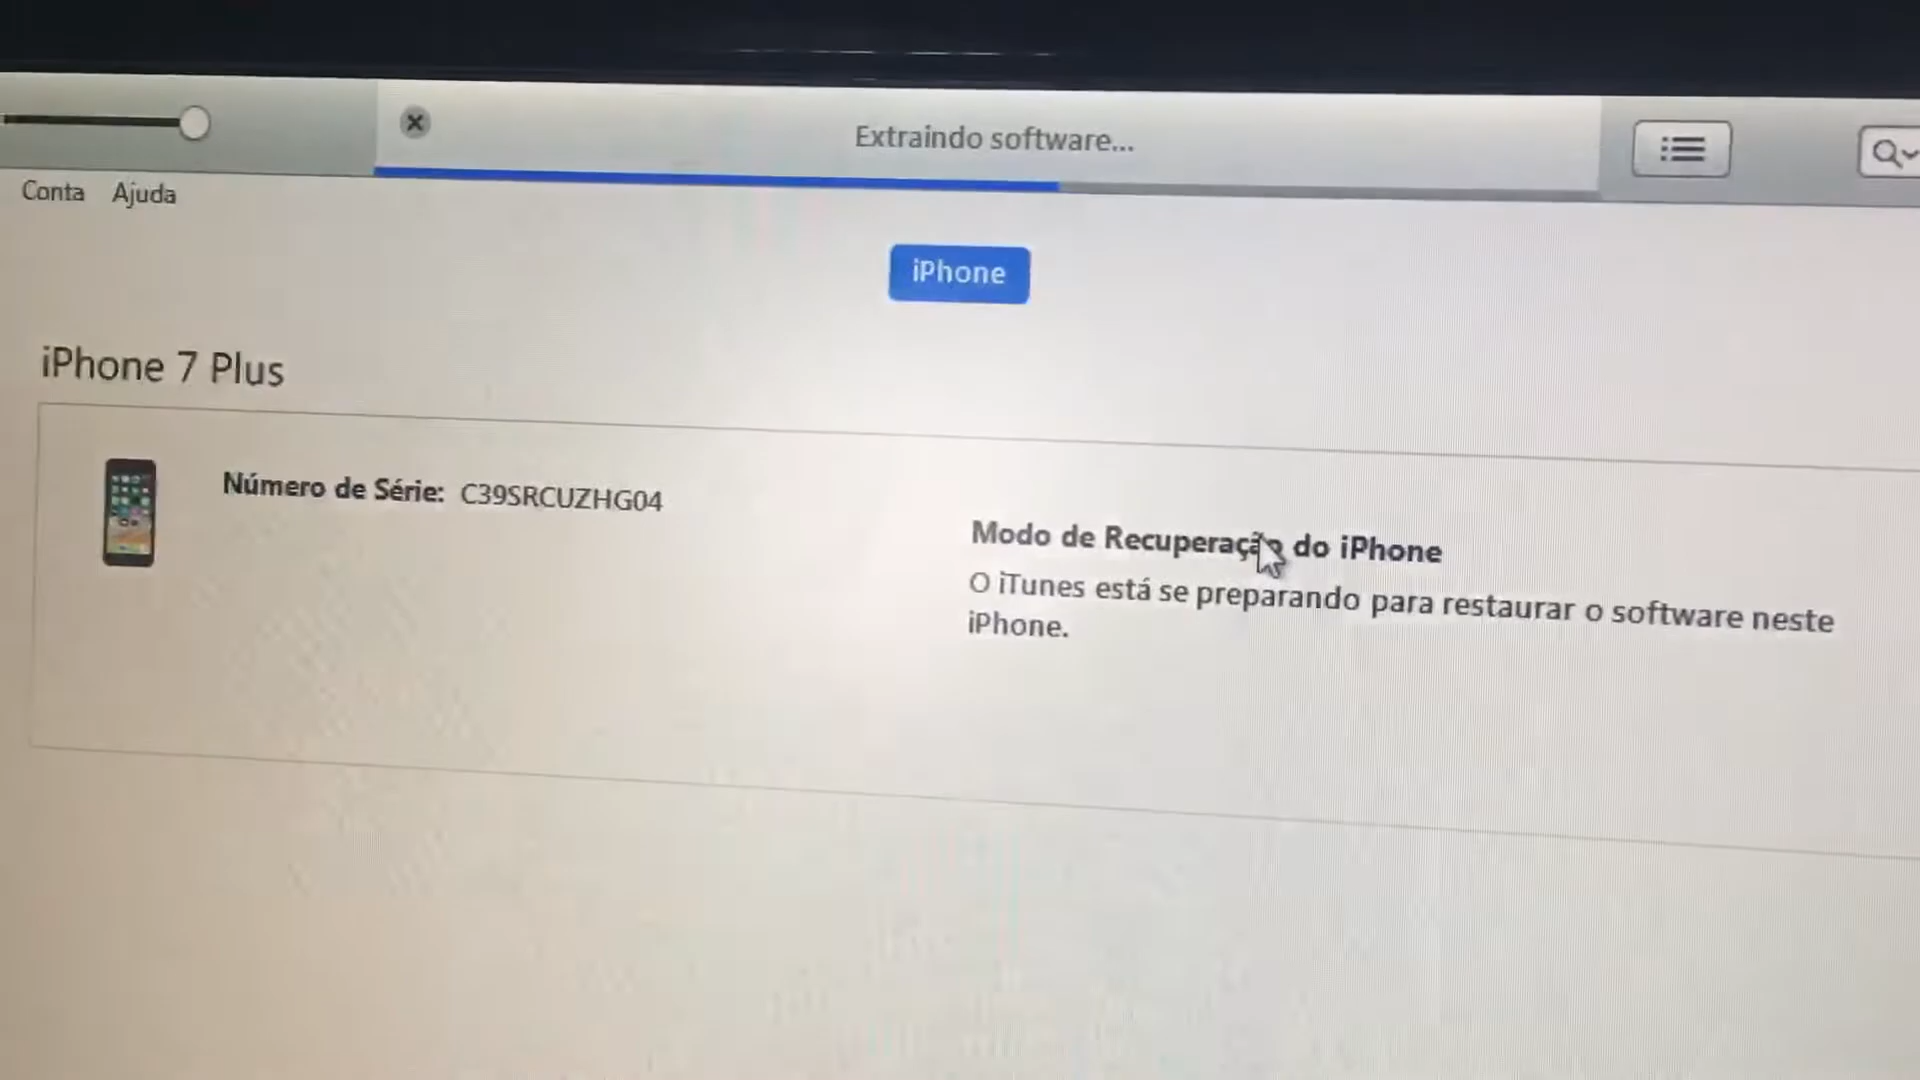 Extraindo software...
Conta Ajuda
iPhone
iPhone 7 Plus
Número de Série: C39SRCUZHG04
Modo de Recuperação do iPhone
O iTunes está se preparando para restaurar o software neste
iPhone.